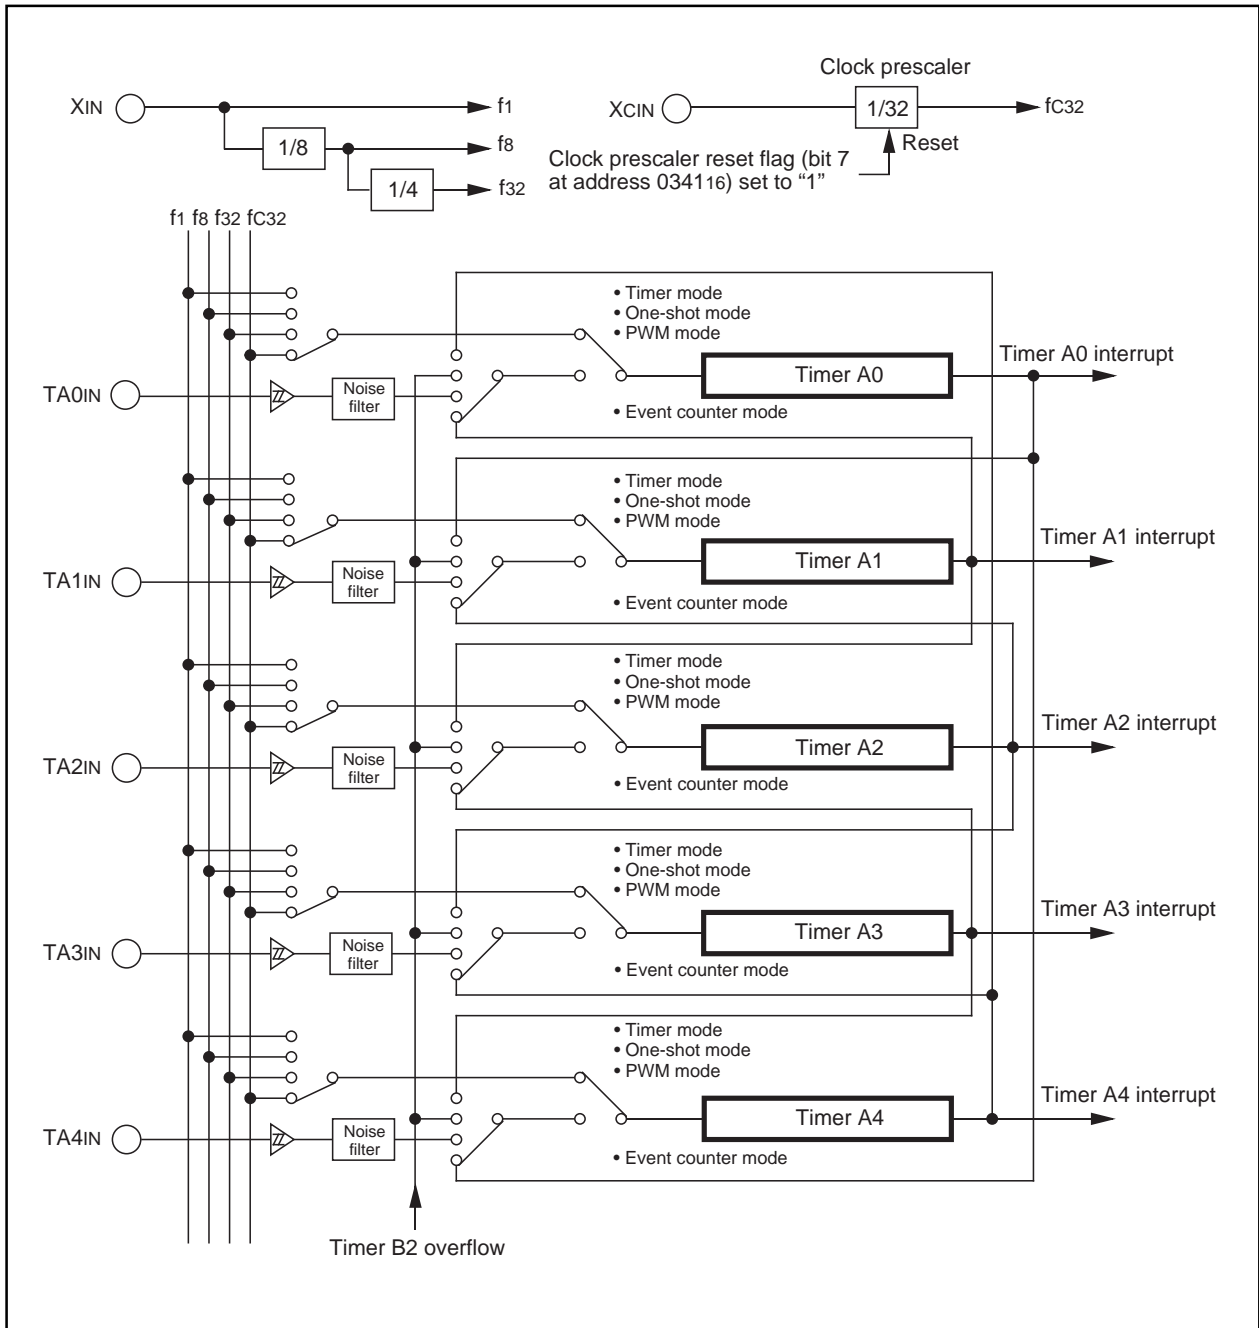 Clock prescaler
XIN
f1
XCIN
1/32
fC32
1/8
f8
Reset
Clock prescaler reset flag (bit 7
at address 034116) set to “1”
1/4
f32
f1 f8 f32 fC32
• Timer mode
• One-shot mode
• PWM mode
Timer A0 interrupt
Timer A0
TA0IN
Noise
filter
• Event counter mode
• Timer mode
• One-shot mode
• PWM mode
Timer A1 interrupt
Timer A1
TA1IN
Noise
filter
• Event counter mode
• Timer mode
• One-shot mode
• PWM mode
Timer A2 interrupt
Timer A2
TA2IN
Noise
filter
• Event counter mode
• Timer mode
• One-shot mode
• PWM mode
Timer A3 interrupt
Timer A3
TA3IN
Noise
filter
• Event counter mode
• Timer mode
• One-shot mode
• PWM mode
Timer A4 interrupt
Timer A4
TA4IN
Noise
filter
• Event counter mode
Timer B2 overflow